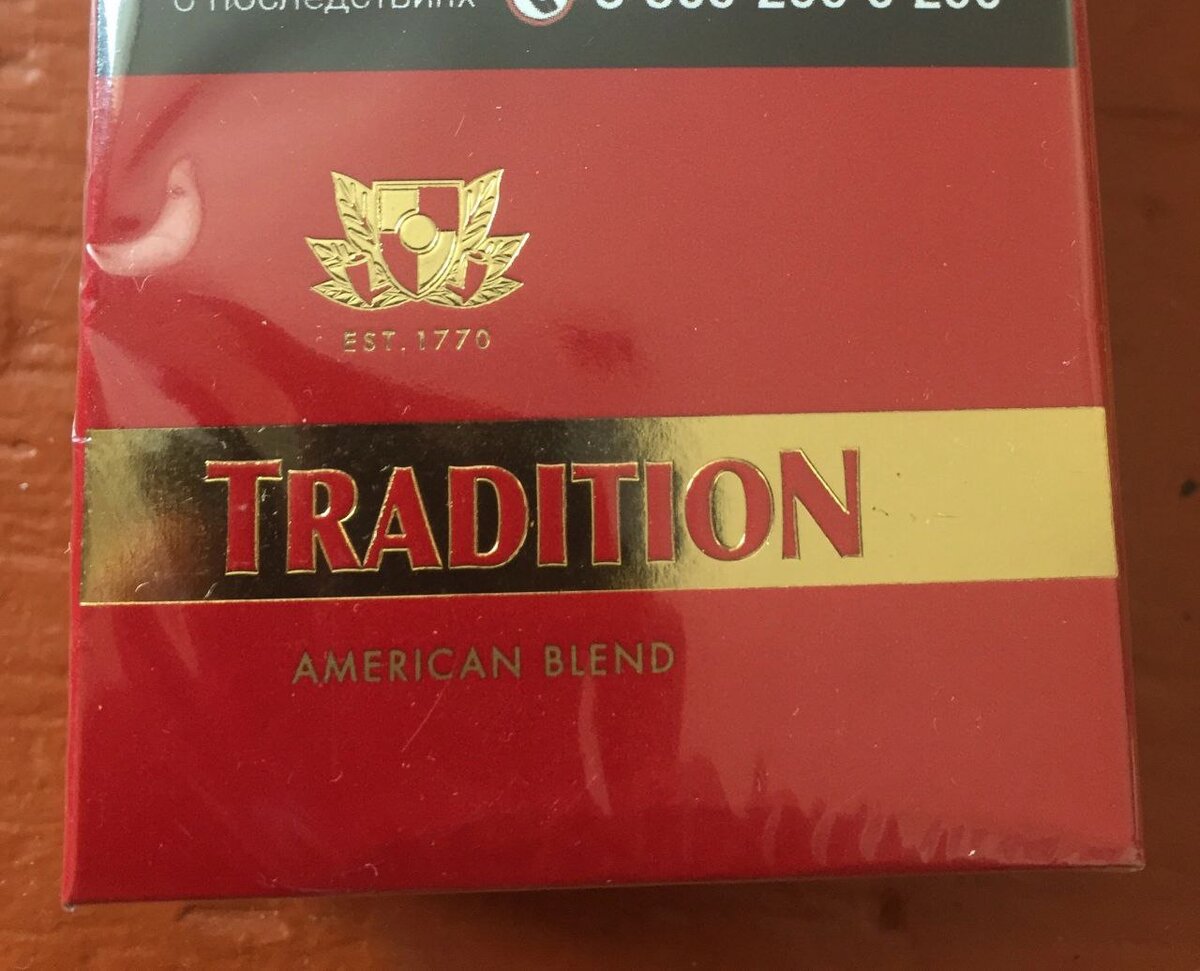 о последствиях
EST. 1770
TRADITION
AMERICAN BLEND